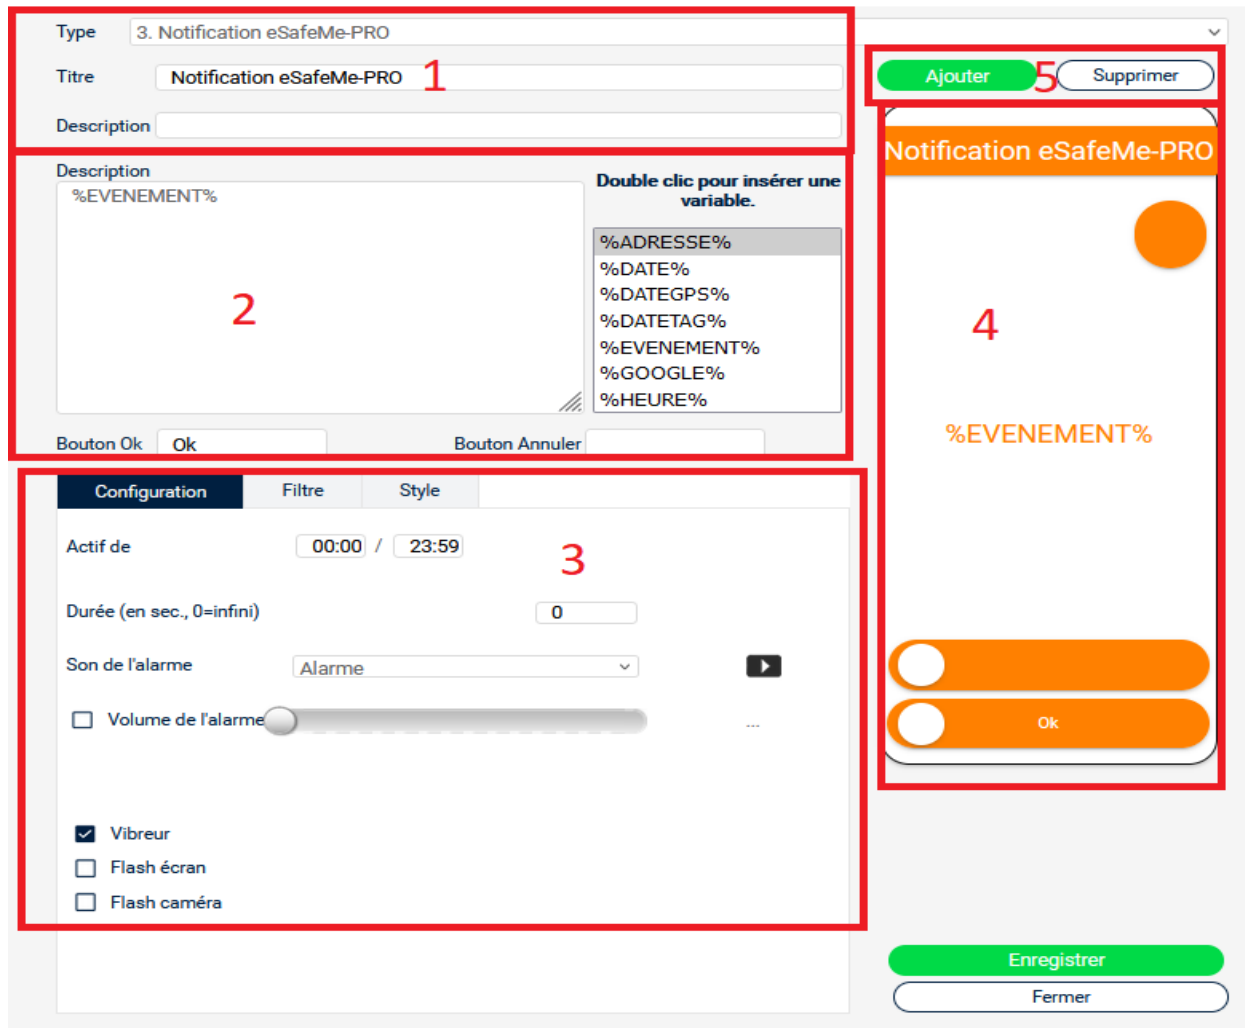 Type 3. Notification eSafeMe-PRO
Titre Notification eSafeMe-PRO
1
Description
Description
%EVENEMENT%
2
Double clic pour insérer une
variable.
%ADRESSE%
%DATE%
%DATEGPS%
%DATETAG%
%EVENEMENT%
%GOOGLE%
%HEURE%
Bouton Ok Ok Bouton Annuler
Configuration Filtre Style
Actif de 00:00 / 23:59
3
Durée (en sec., 0=infini) 0
Son de l'alarme Alarme
Volume de l'alarme ...
Vibreur
Flash écran
Flash caméra
Ajouter 5 Supprimer
Notification eSafeMe-PRO
4
%EVENEMENT%
Ok
Enregistrer
Fermer